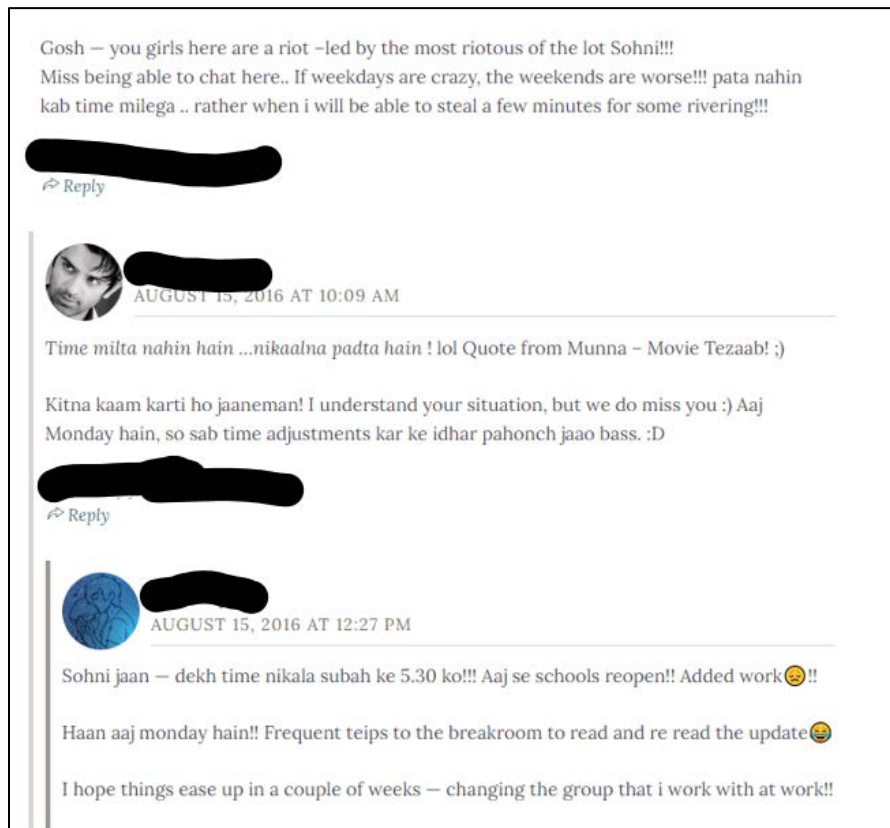 Gosh — you girls here are a riot –led by the most riotous of the lot Sohni!!!
Miss being able to chat here.. If weekdays are crazy, the weekends are worse!!! pata nahin
kab time milega .. rather when i will be able to steal a few minutes for some rivering!!!
Reply
AUGUST 15, 2016 AT 10:09 AM
Time milta nahin hain ...nikaalna padta hain ! lol Quote from Munna – Movie Tezaab! ;)
Kitna kaam karti ho jaaneman! I understand your situation, but we do miss you :) Aaj
Monday hain, so sab time adjustments kar ke idhar pahonch jaao bass. :D
Reply
AUGUST 15, 2016 AT 12:27 PM
Sohni jaan — dekh time nikala subah ke 5.30 ko!!! Aaj se schools reopen!! Added work😞!!
Haan aaj monday hain!! Frequent teips to the breakroom to read and re read the update😂
I hope things ease up in a couple of weeks — changing the group that i work with at work!!